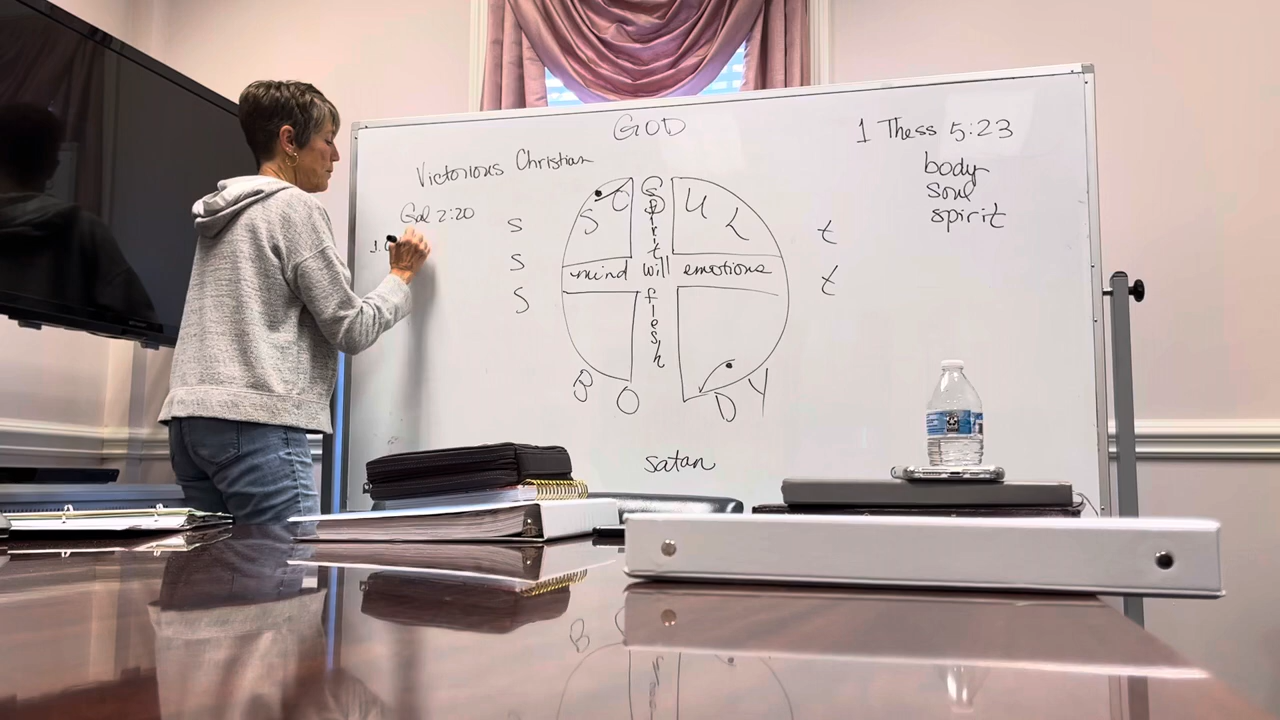 GOD
1 Thess 5:23
body
soul
spirit
Victorious Christian
Gal 2:20
1.
S O U L
spirit
S
S
S
t
t
mind will emotions
flesh
B O D Y
satan